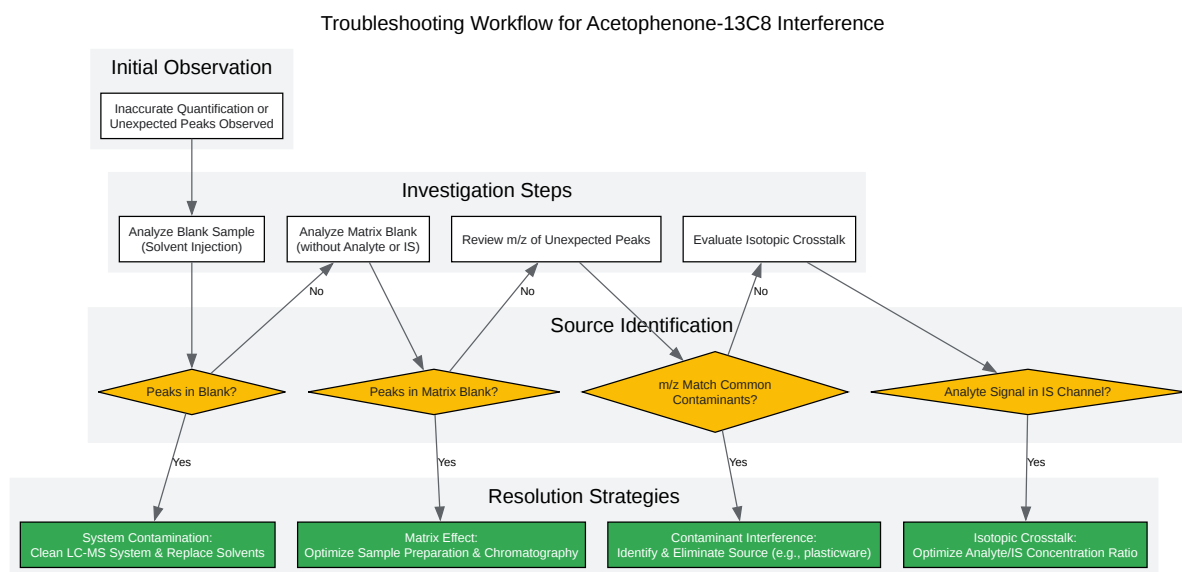 Troubleshooting Workflow for Acetophenone-13C8 Interference
Initial Observation
Inaccurate Quantification or
Unexpected Peaks Observed
Investigation Steps
Analyze Blank Sample
(Solvent Injection)
Analyze Matrix Blank
(without Analyte or IS)
Review m/z of Unexpected Peaks
Evaluate Isotopic Crosstalk
No
No
No
Source Identification
Peaks in Blank?
Peaks in Matrix Blank?
m/z Match Common
Contaminants?
Analyte Signal in IS Channel?
Yes
Yes
Yes
Yes
Resolution Strategies
System Contamination:
Clean LC-MS System & Replace Solvents
Matrix Effect:
Optimize Sample Preparation & Chromatography
Contaminant Interference:
Identify & Eliminate Source (e.g., plasticware)
Isotopic Crosstalk:
Optimize Analyte/IS Concentration Ratio